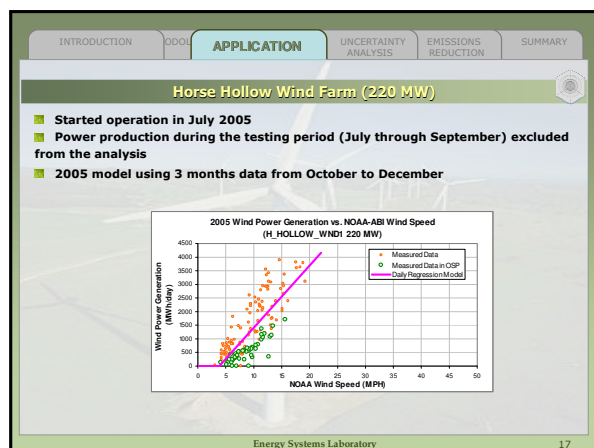 INTRODUCTION
ODOL
APPLICATION
UNCERTAINTY
ANALYSIS
EMISSIONS
REDUCTION
SUMMARY
Horse Hollow Wind Farm (220 MW)
Started operation in July 2005
Power production during the testing period (July through September) excluded
from the analysis
2005 model using 3 months data from October to December
2005 Wind Power Generation vs. NOAA-ABI Wind Speed
(H_HOLLOW_WND1 220 MW)
Wind Power Generation
(MWh/day)
4500
4000
3500
3000
2500
2000
1500
1000
500
0
Measured Data
Measured Data in OSP
Daily Regression Model
0 5 10 15 20 25 30 35 40 45 50
NOAA Wind Speed (MPH)
Energy Systems Laboratory
17